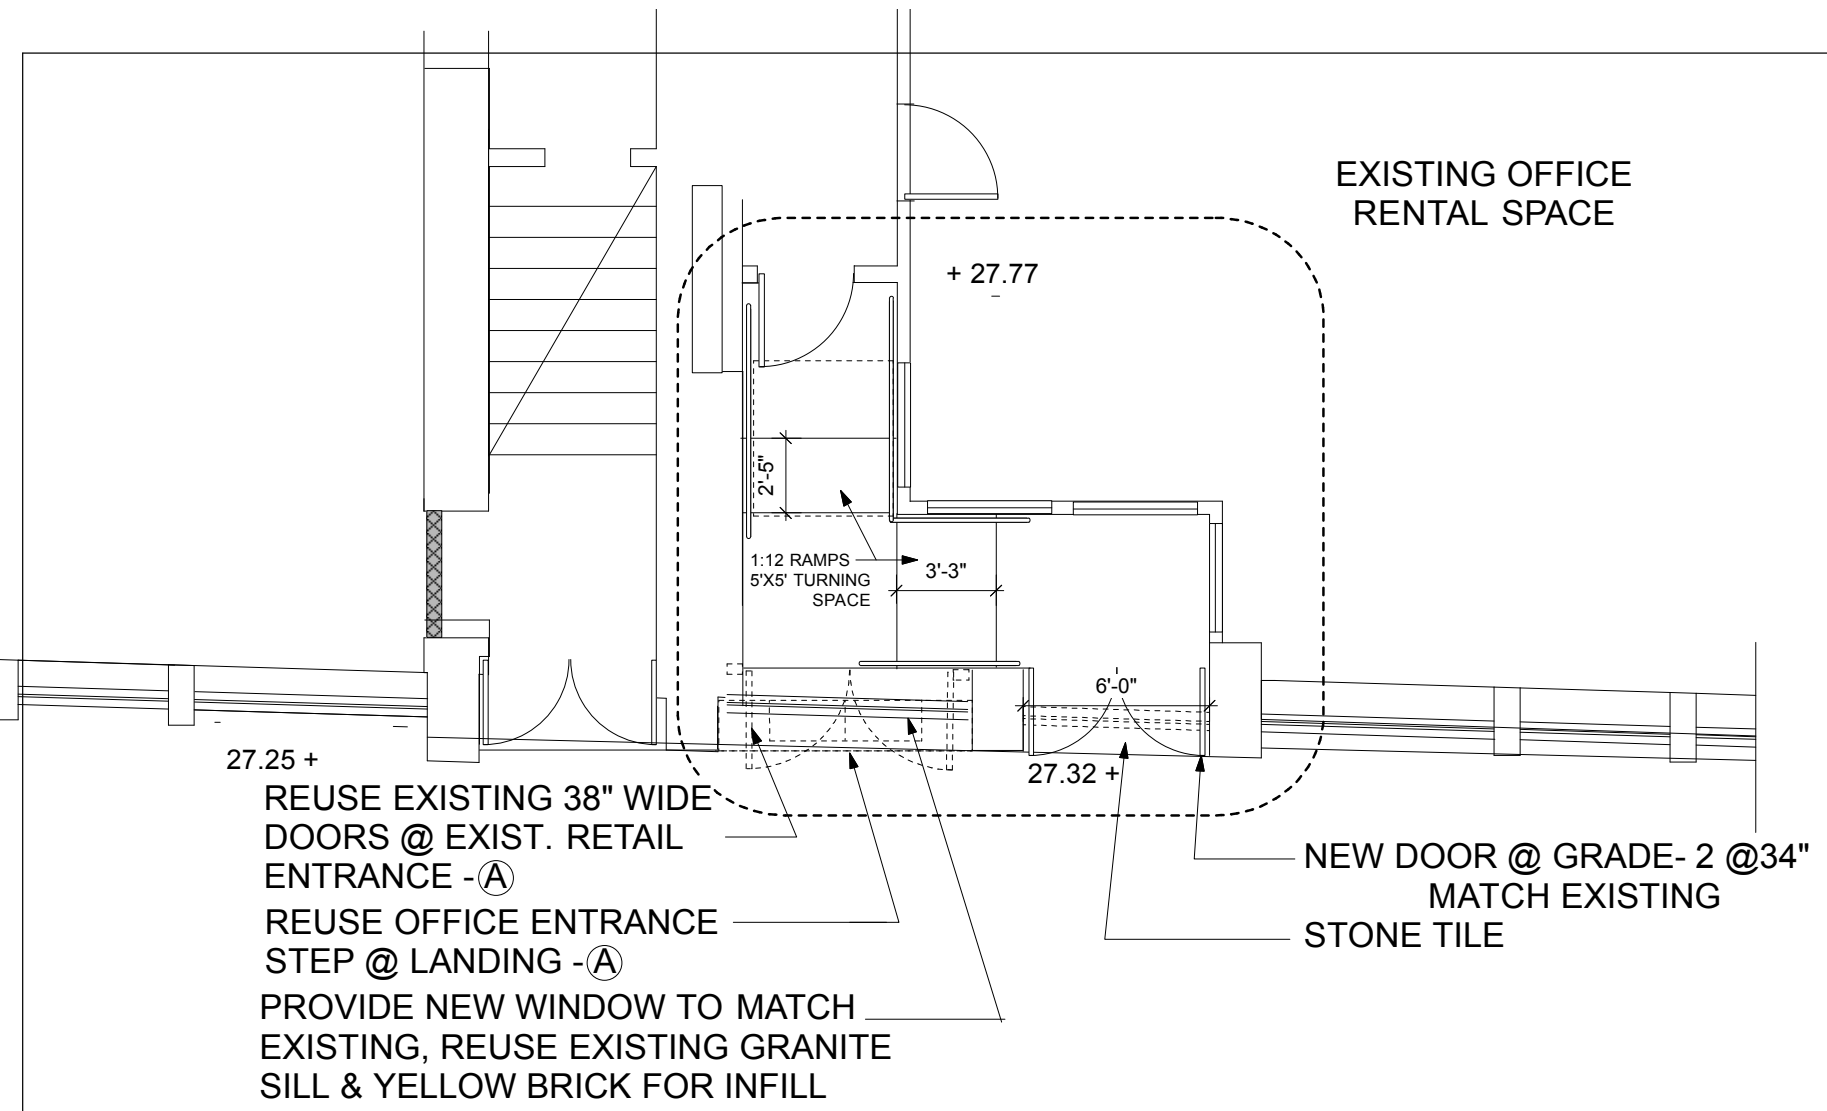 EXISTING OFFICE
RENTAL SPACE
+ 27.77
2'-5"
1:12 RAMPS
5'X5' TURNING
SPACE
3'-3"
6'-0"
27.25 +
27.32 +
REUSE EXISTING 38" WIDE
DOORS @ EXIST. RETAIL
ENTRANCE -Ⓐ
REUSE OFFICE ENTRANCE
STEP @ LANDING -Ⓐ
PROVIDE NEW WINDOW TO MATCH
EXISTING, REUSE EXISTING GRANITE
SILL & YELLOW BRICK FOR INFILL
NEW DOOR @ GRADE- 2 @34"
MATCH EXISTING
STONE TILE